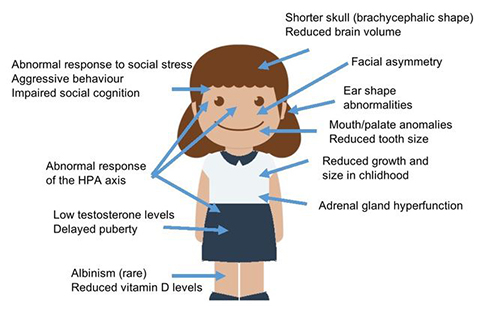 Shorter skull (brachycephalic shape)
Reduced brain volume
Abnormal response to social stress
Aggressive behaviour
Impaired social cognition
Facial asymmetry
Ear shape
abnormalities
Mouth/palate anomalies
Reduced tooth size
Abnormal response
of the HPA axis
Reduced growth and
size in chlidhood
Adrenal gland hyperfunction
Low testosterone levels
Delayed puberty
Albinism (rare)
Reduced vitamin D levels